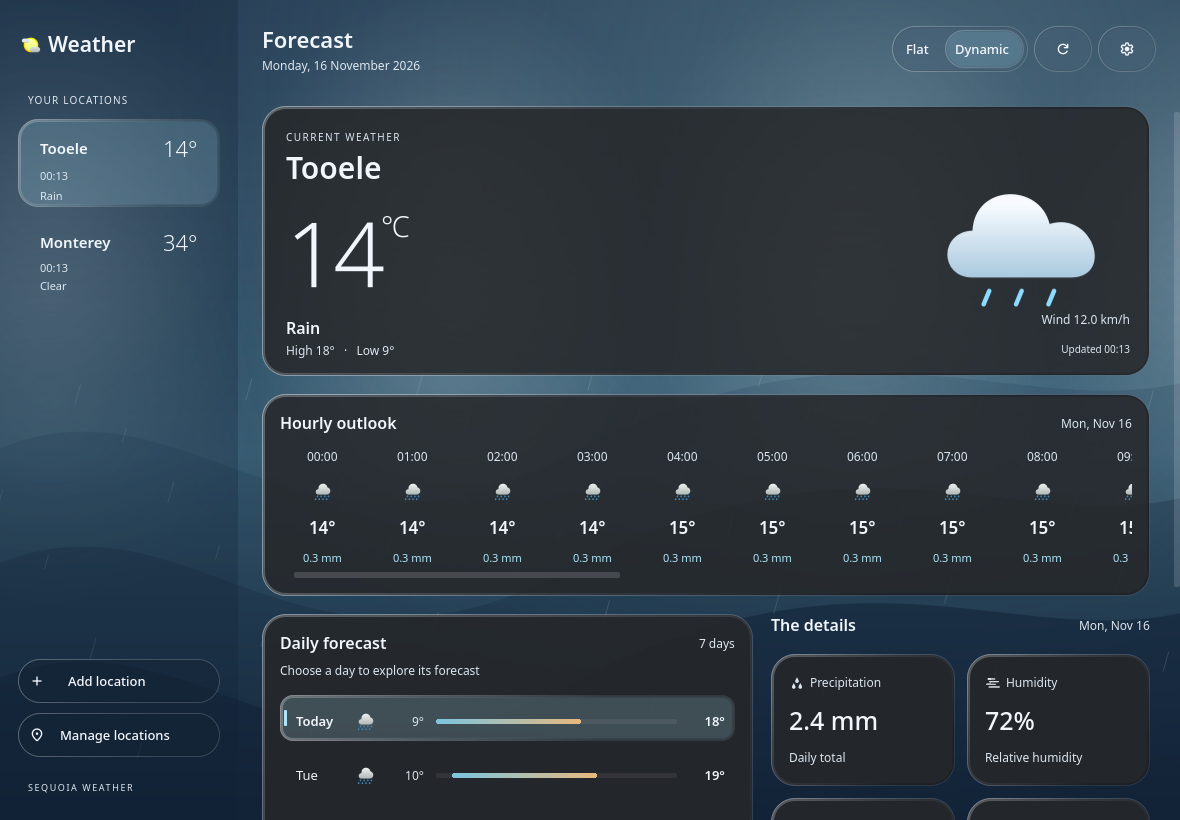 Weather
YOUR LOCATIONS
Tooele 14°
00:13
Rain
Monterey 34°
00:13
Clear
Add location
Manage locations
SEQUOIA WEATHER
Forecast
Monday, 16 November 2026
Flat Dynamic
CURRENT WEATHER
Tooele
14°C
Rain
High 18° · Low 9°
Wind 12.0 km/h
Updated 00:13
Hourly outlook Mon, Nov 16
00:00 01:00 02:00 03:00 04:00 05:00 06:00 07:00 08:00 09:
14° 14° 14° 14° 15° 15° 15° 15° 15°
0.3 mm 0.3 mm 0.3 mm 0.3 mm 0.3 mm 0.3 mm 0.3 mm 0.3 mm 0.3 mm 0.3
Daily forecast 7 days
Choose a day to explore its forecast
Today 9° 18°
Tue 10° 19°
The details Mon, Nov 16
Precipitation
2.4 mm
Daily total
Humidity
72%
Relative humidity